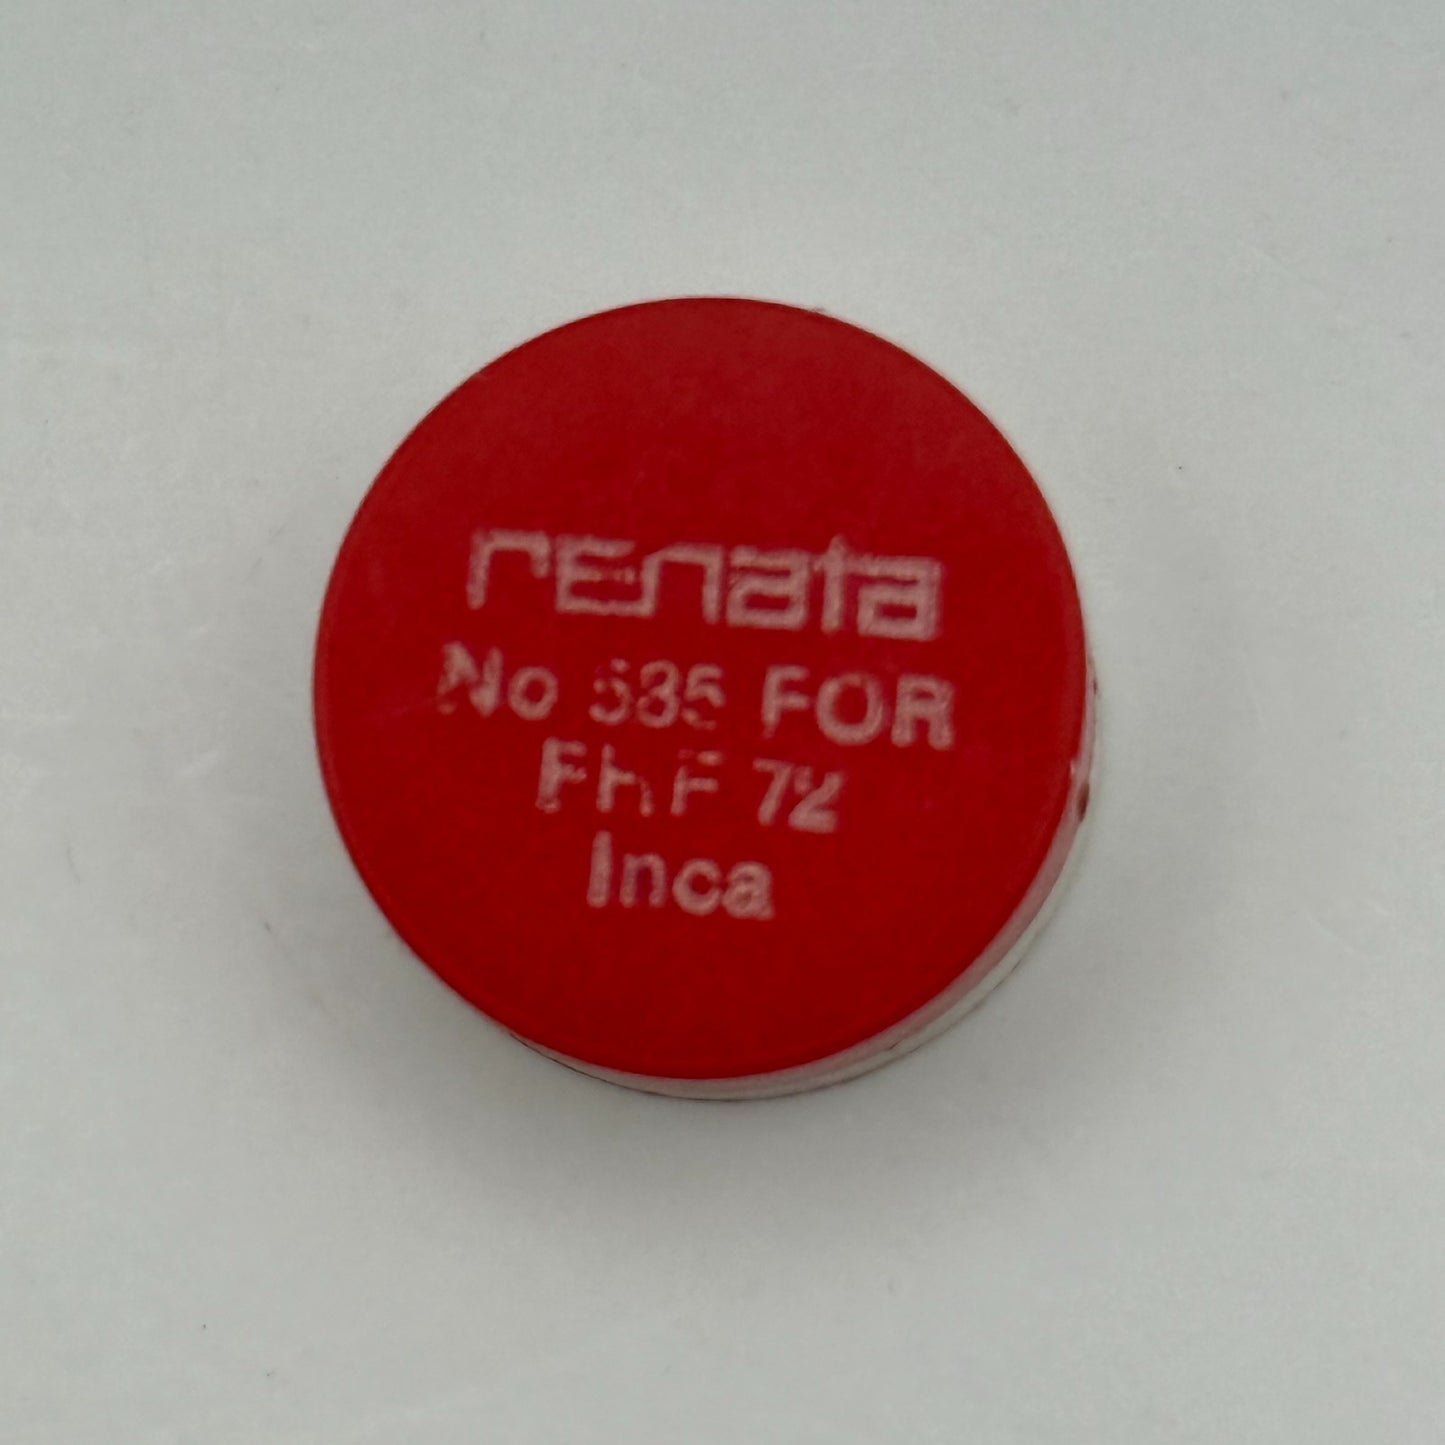 renata
No 535 FOR
FhF 72
Inca